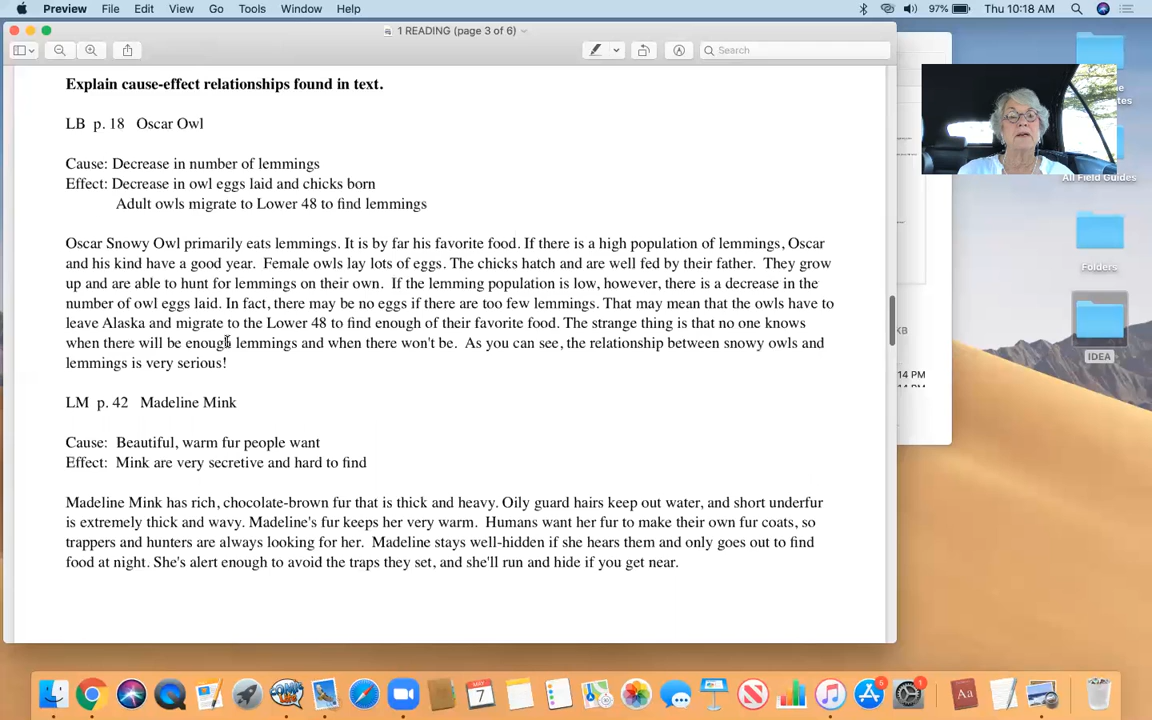 Preview File Edit View Go Tools Window Help 97% Thu 10:18 AM
1 READING (page 3 of 6)
Search
Explain cause-effect relationships found in text.
LB p. 18 Oscar Owl
Cause: Decrease in number of lemmings
Effect: Decrease in owl eggs laid and chicks born
Adult owls migrate to Lower 48 to find lemmings
Oscar Snowy Owl primarily eats lemmings. It is by far his favorite food. If there is a high population of lemmings, Oscar
and his kind have a good year. Female owls lay lots of eggs. The chicks hatch and are well fed by their father. They grow
up and are able to hunt for lemmings on their own. If the lemming population is low, however, there is a decrease in the
number of owl eggs laid. In fact, there may be no eggs if there are too few lemmings. That may mean that the owls have to
leave Alaska and migrate to the Lower 48 to find enough of their favorite food. The strange thing is that no one knows
when there will be enough lemmings and when there won't be. As you can see, the relationship between snowy owls and
lemmings is very serious!
LM p. 42 Madeline Mink
Cause: Beautiful, warm fur people want
Effect: Mink are very secretive and hard to find
Madeline Mink has rich, chocolate-brown fur that is thick and heavy. Oily guard hairs keep out water, and short underfur
is extremely thick and wavy. Madeline's fur keeps her very warm. Humans want her fur to make their own fur coats, so
trappers and hunters are always looking for her. Madeline stays well-hidden if she hears them and only goes out to find
food at night. She's alert enough to avoid the traps they set, and she'll run and hide if you get near.
All Field Guides
Folders
IDEA
KB
14 PM
14 PM
7
Aa
6
1